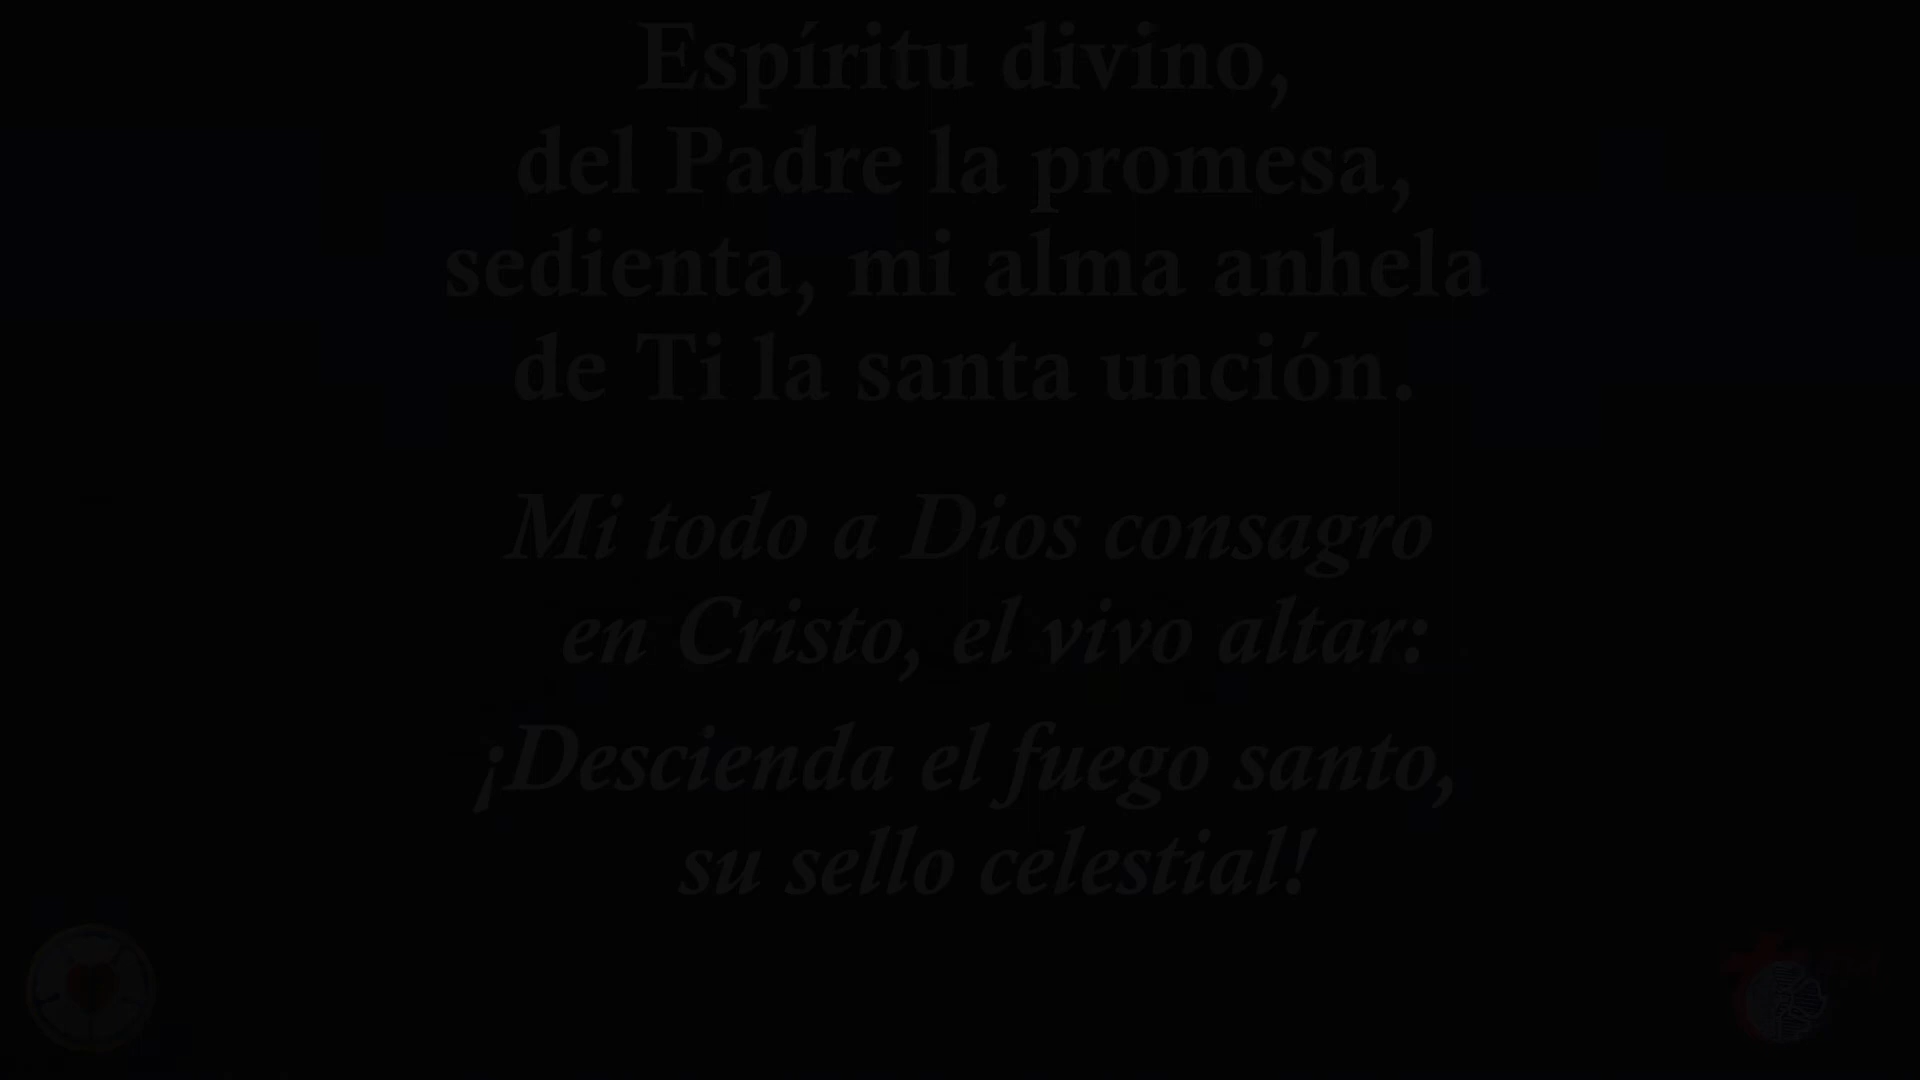 Espíritu divino,
del Padre la promesa,
sedienta, mi alma anhela
de Ti la santa unción.
Mi todo a Dios consagro
en Cristo, el vivo altar:
¡Descienda el fuego santo,
su sello celestial!